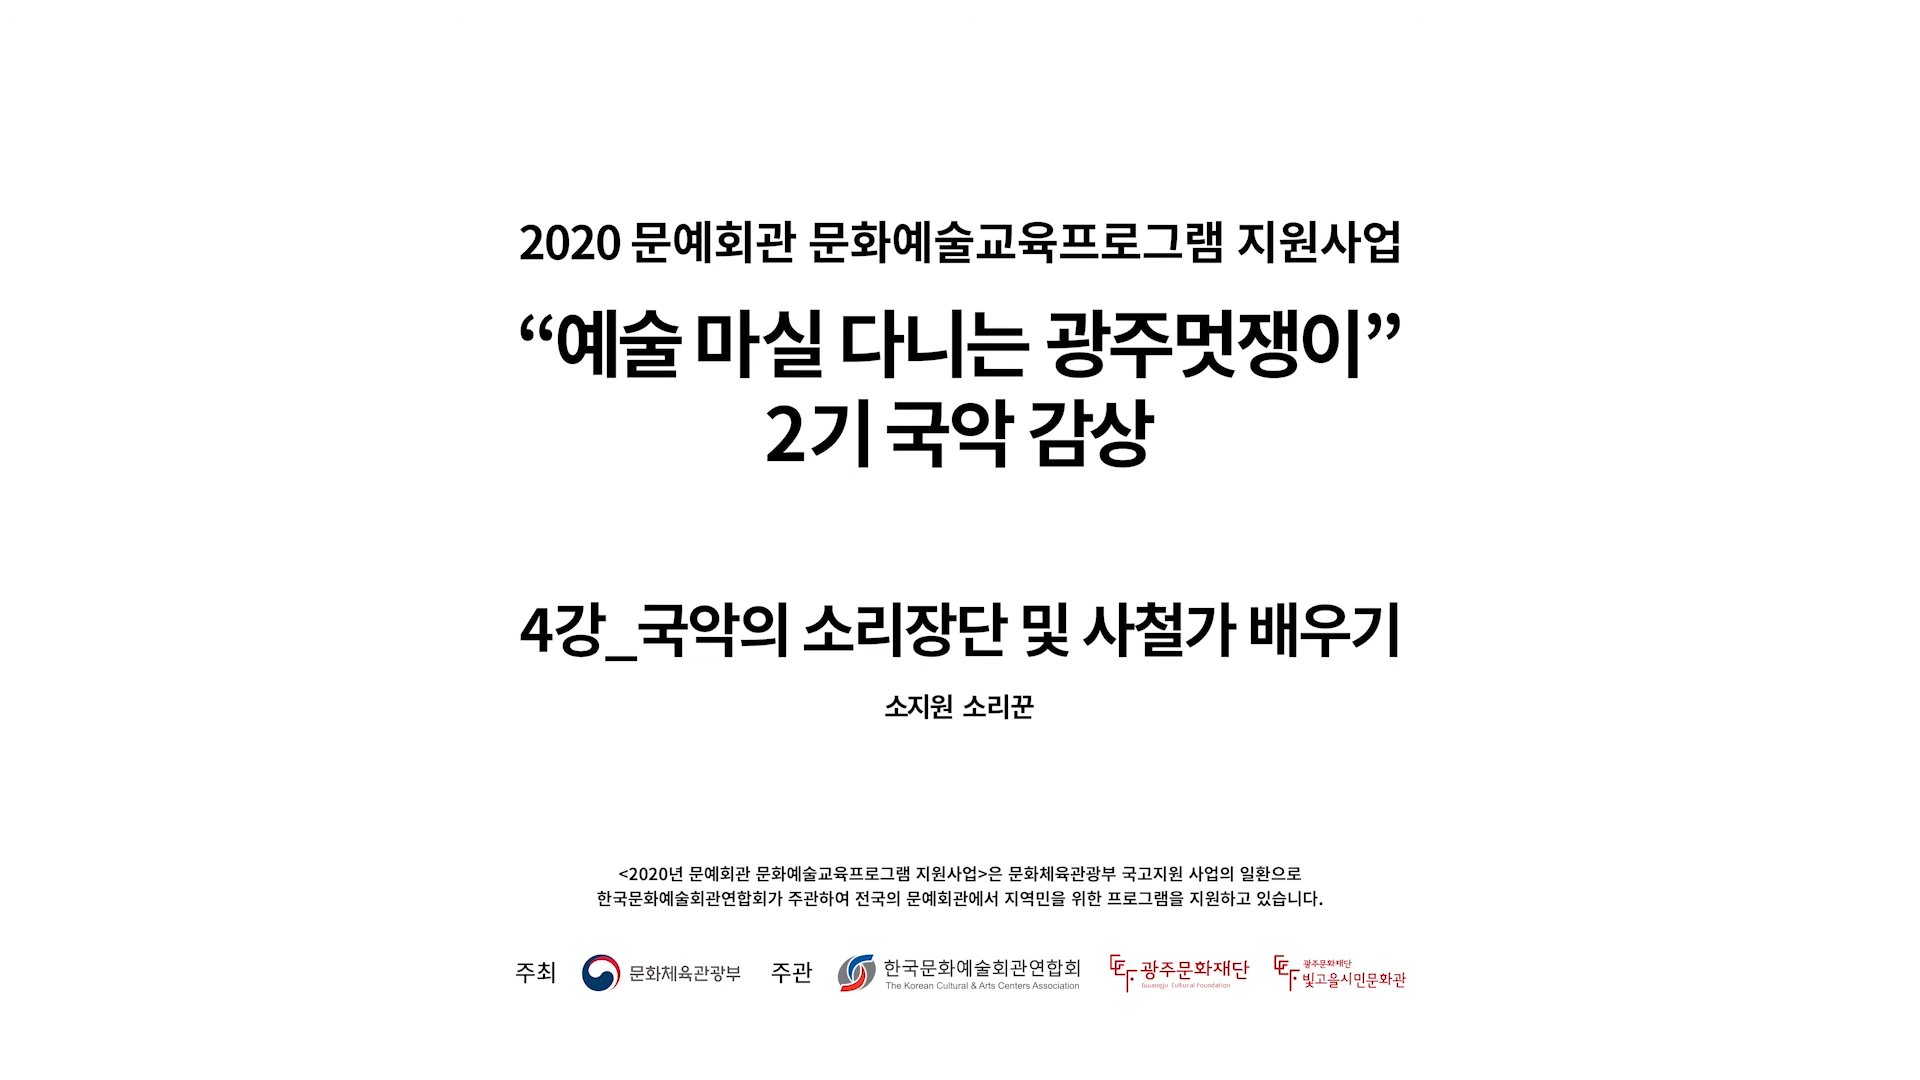 2020 문예회관 문화예술교육프로그램 지원사업
“예술 마실 다니는 광주멋쟁이”
2기 국악 감상
4강_국악의 소리장단 및 사철가 배우기
소지원 소리꾼
<2020년 문예회관 문화예술교육프로그램 지원사업>은 문화체육관광부 국고지원 사업의 일환으로
한국문화예술회관연합회가 주관하여 전국의 문예회관에서 지역민을 위한 프로그램을 지원하고 있습니다.
주최 문화체육관광부 주관 한국문화예술회관연합회 광주문화재단 광주문화재단
The Korean Cultural & Arts Centers Association Guangju Cultural Foundation 빛고을시민문화관